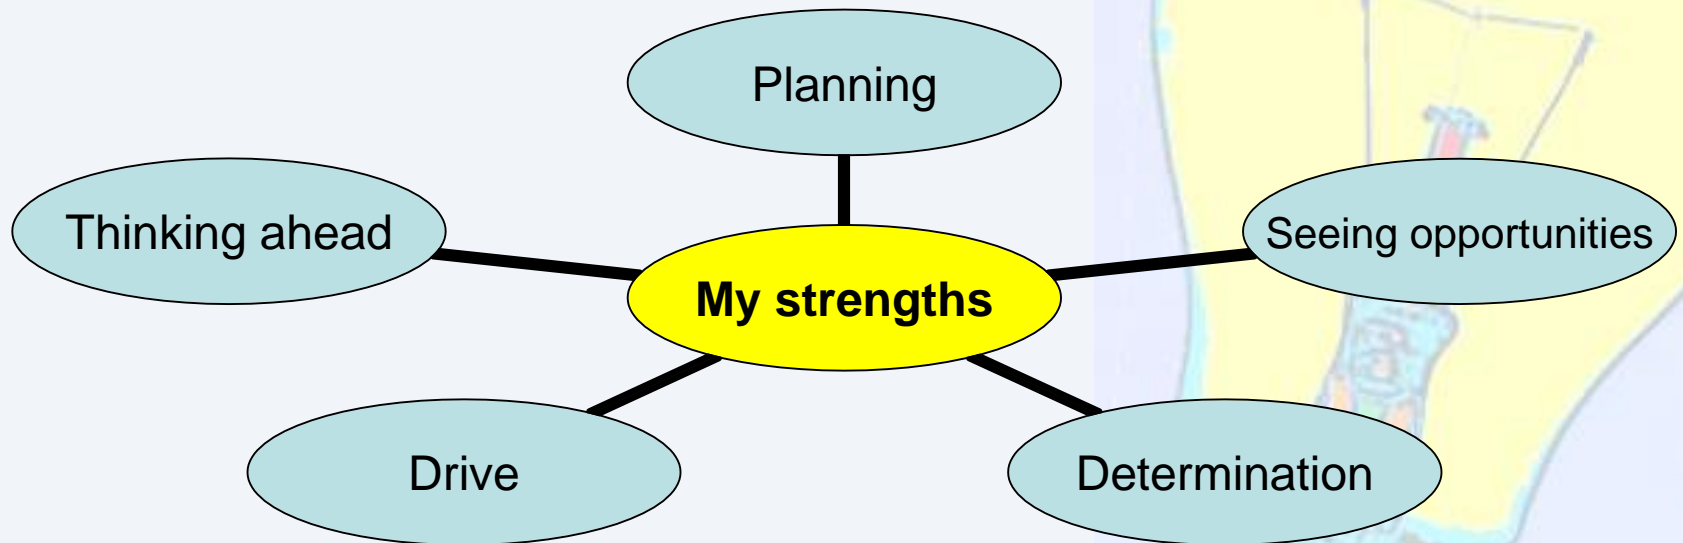 Planning
Thinking ahead
Seeing opportunities
My strengths
Drive
Determination